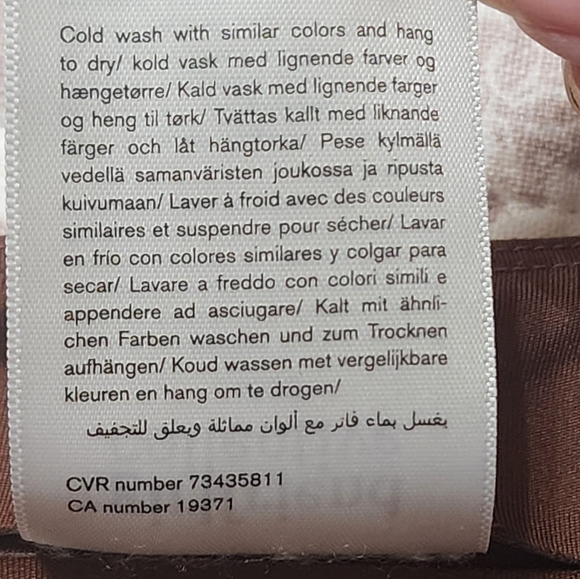 Cold wash with similar colors and hang
to dry/ kold vask med lignende farver og
hængetørre/ Kald vask med lignende farger
og heng til tørk/ Tvättas kallt med liknande
färger och låt hängtorka/ Pese kylmällä
vedellä samanväristen joukossa ja ripusta
kuivumaan/ Laver à froid avec des couleurs
similaires et suspendre pour sécher/ Lavar
en frío con colores similares y colgar para
secar/ Lavare a freddo con colori simili e
appendere ad asciugare/ Kalt mit ähnli-
chen Farben waschen und zum Trocknen
aufhängen/ Koud wassen met vergelijkbare
kleuren en hang om te drogen/
يغسل بماء فاتر مع ألوان مماثلة ويعلق للتجفيف
CVR number 73435811
CA number 19371